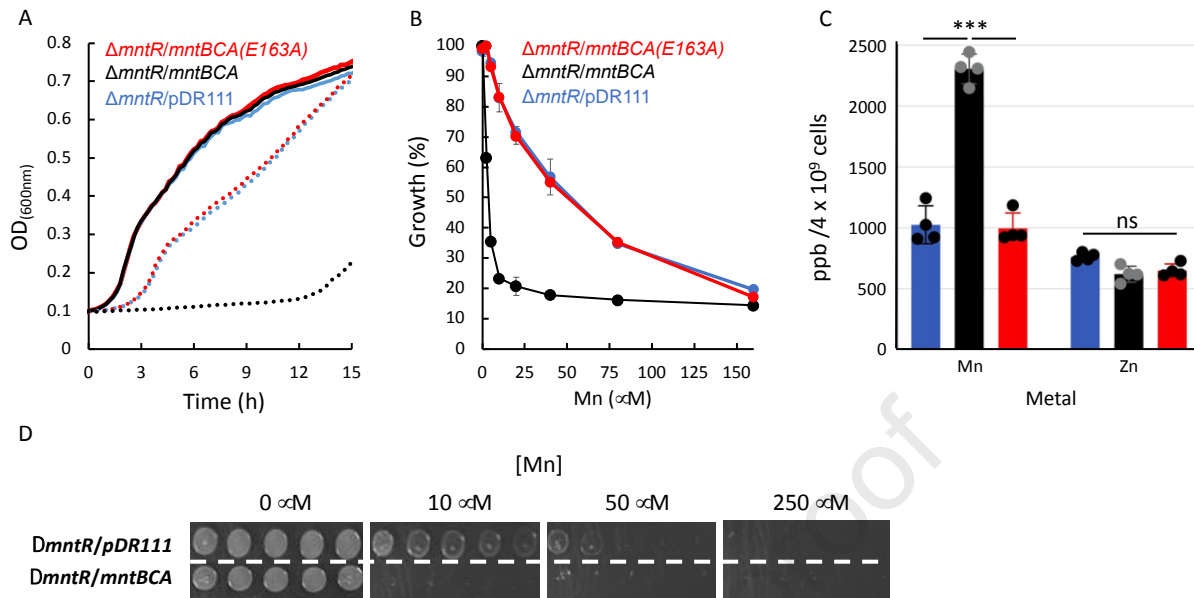 A
ΔmntR/mntBCA(E163A)
ΔmntR/mntBCA
ΔmntR/pDR111
OD(600nm)
0.8
0.7
0.6
0.5
0.4
0.3
0.2
0.1
0
0 3 6 9 12 15
Time (h)
B
ΔmntR/mntBCA(E163A)
ΔmntR/mntBCA
ΔmntR/pDR111
Growth (%)
100
90
80
70
60
50
40
30
20
10
0
0 25 50 75 100 125 150
Mn (∝M)
C
***
ns
ppb /4 x 10⁹ cells
2500
2000
1500
1000
500
0
Mn Zn
Metal
D
[Mn]
0 ∝M 10 ∝M 50 ∝M 250 ∝M
DmntR/pDR111
DmntR/mntBCA
oof